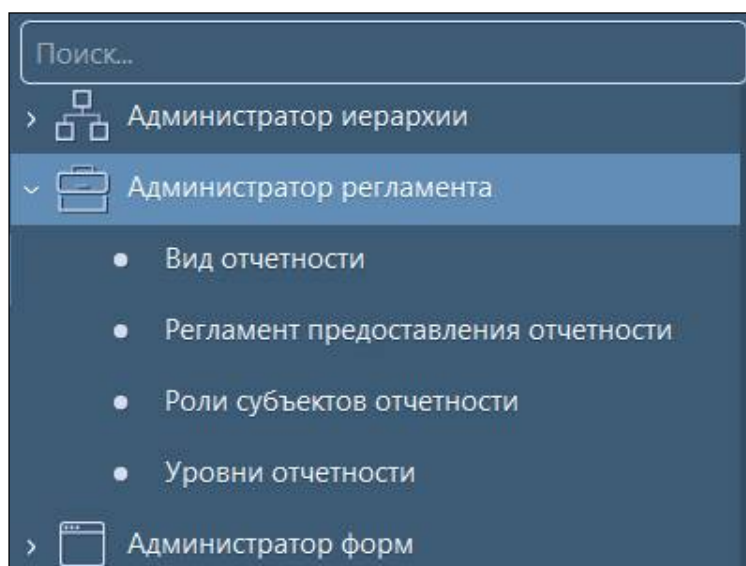 Поиск...
Администратор иерархии
Администратор регламента
Вид отчетности
Регламент предоставления отчетности
Роли субъектов отчетности
Уровни отчетности
Администратор форм